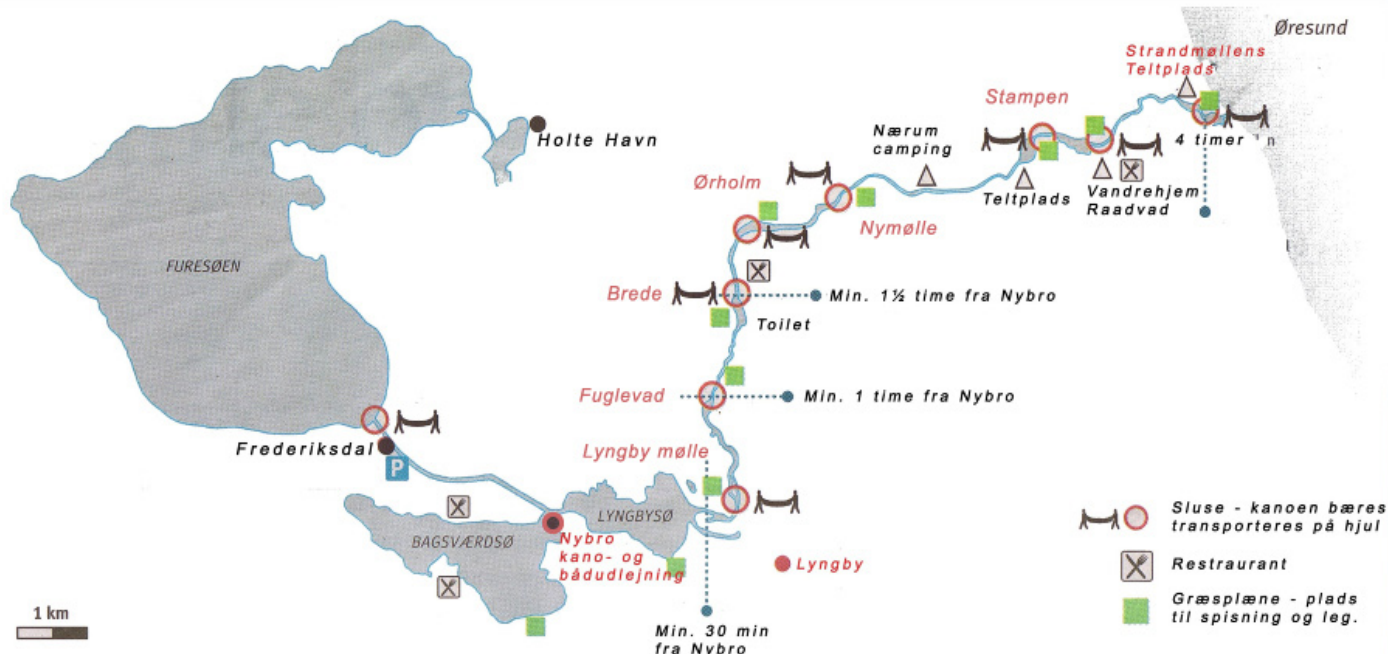 Øresund
Strandmøllens
Teltplads
Stampen
Nærum
camping
4 timer
Holte Havn
Ørholm
Teltplads
Vandrehjem
Raadvad
Nymølle
FURESØEN
Brede
Min. 1½ time fra Nybro
Toilet
Fuglevad
Min. 1 time fra Nybro
Frederiksdal
Lyngby mølle
P
LYNGBYSØ
BAGSVÆRDSØ
Nybro
kano- og
bådudlejning
Lyngby
Min. 30 min
fra Nybro
1 km
Sluse - kanoen bæres
transporteres på hjul
Restraurant
Græsplæne - plads
til spisning og leg.